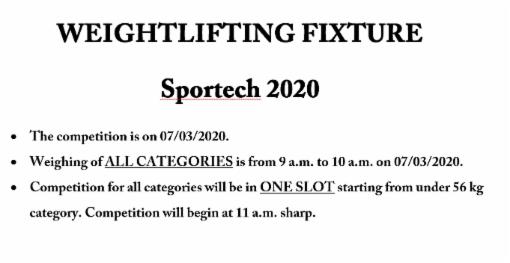 WEIGHTLIFTING FIXTURE
Sportech 2020
• The competition is on 07/03/2020.
• Weighing of ALL CATEGORIES is from 9 a.m. to 10 a.m. on 07/03/2020.
• Competition for all categories will be in ONE SLOT starting from under 56 kg
category. Competition will begin at 11 a.m. sharp.